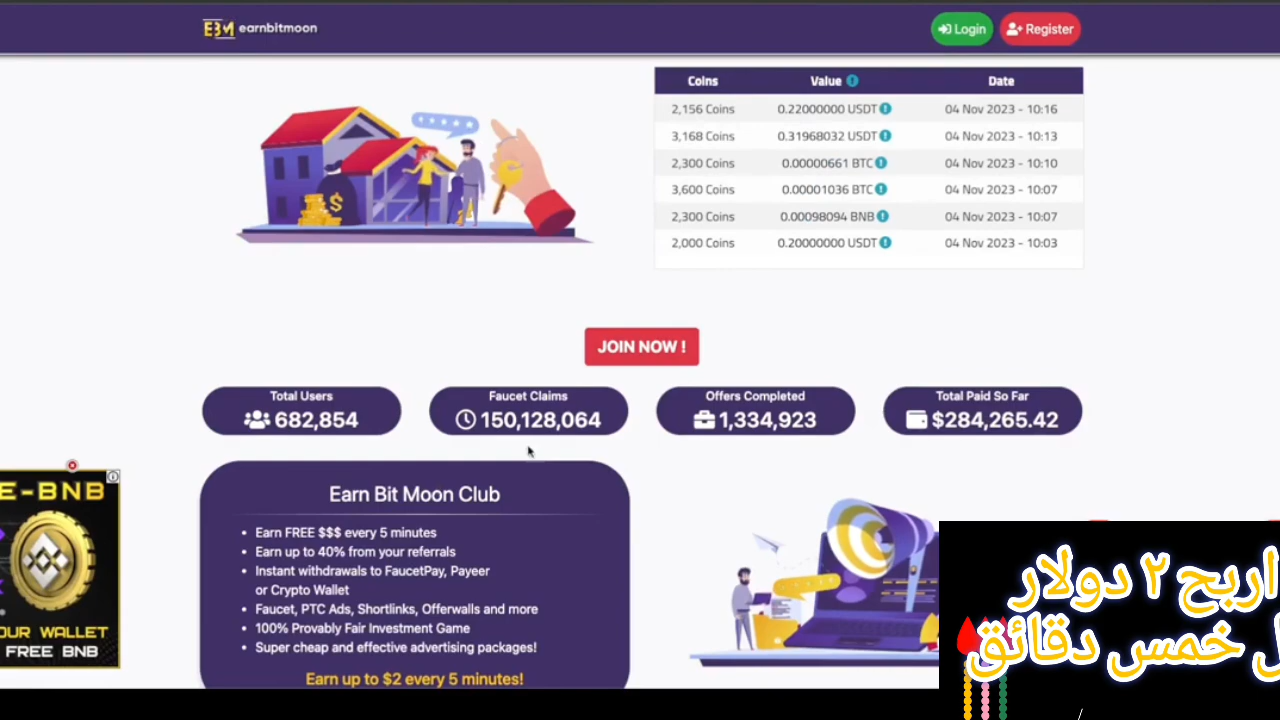 EBM earnbitmoon
Login
Register
Coins Value Date
2,156 Coins 0.22000000 USDT 04 Nov 2023 - 10:16
3,168 Coins 0.31968032 USDT 04 Nov 2023 - 10:13
2,300 Coins 0.00000661 BTC 04 Nov 2023 - 10:10
3,600 Coins 0.00001036 BTC 04 Nov 2023 - 10:07
2,300 Coins 0.00098094 BNB 04 Nov 2023 - 10:07
2,000 Coins 0.20000000 USDT 04 Nov 2023 - 10:03
JOIN NOW !
Total Users
682,854
Faucet Claims
150,128,064
Offers Completed
1,334,923
Total Paid So Far
$284,265.42
Earn Bit Moon Club
Earn FREE $$$ every 5 minutes
Earn up to 40% from your referrals
Instant withdrawals to FaucetPay, Payeer
or Crypto Wallet
Faucet, PTC Ads, Shortlinks, Offerwalls and more
100% Provably Fair Investment Game
Super cheap and effective advertising packages!
Earn up to $2 every 5 minutes!
E-BNB
OUR WALLET
FREE BNB
اربح ٢ دولار
ل خمس دقائق